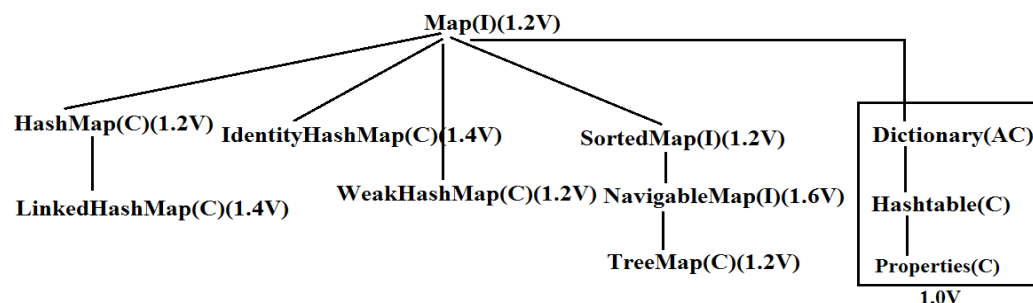 Map(I)(1.2V)
HashMap(C)(1.2V)
IdentityHashMap(C)(1.4V)
SortedMap(I)(1.2V)
Dictionary(AC)
LinkedHashMap(C)(1.4V)
WeakHashMap(C)(1.2V)
NavigableMap(I)(1.6V)
Hashtable(C)
TreeMap(C)(1.2V)
Properties(C)
1.0V